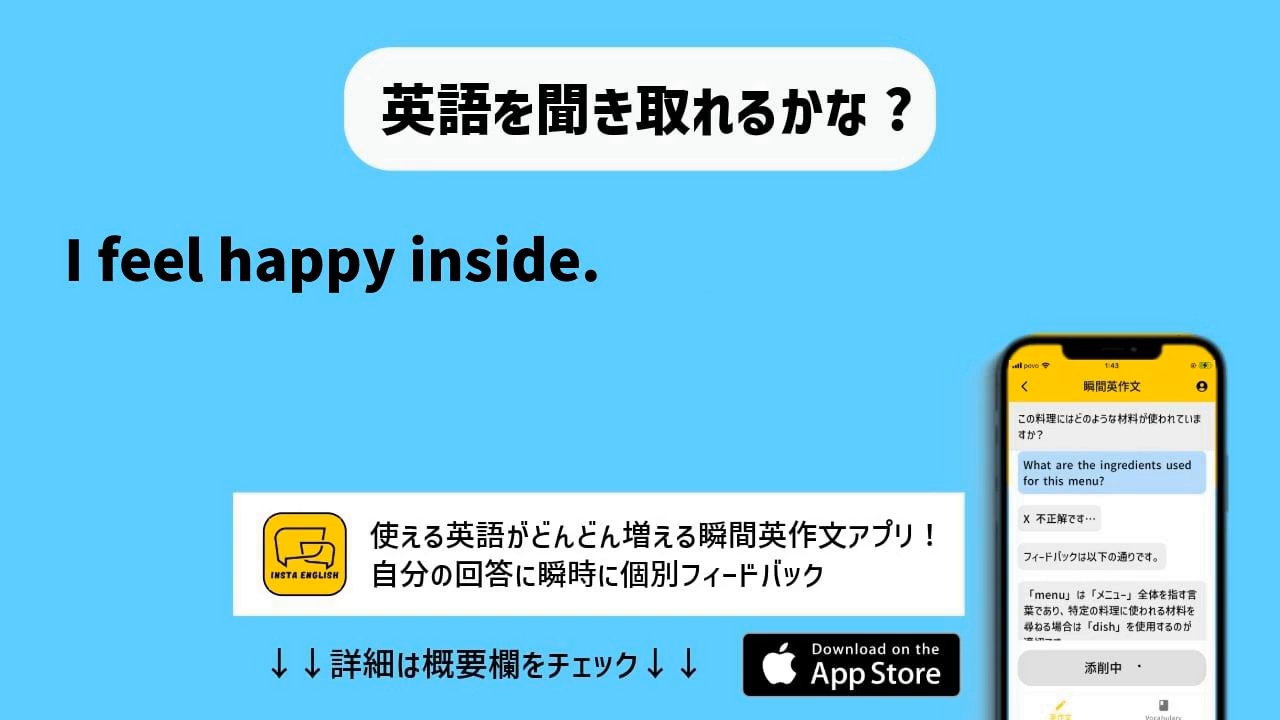 英語を聞き取れるかな？
I feel happy inside.
povo
1:43
瞬間英作文
この料理にはどのような材料が使われていま
すか?
What are the ingredients used
for this menu?
X 不正解です…
フィードバックは以下の通りです。
「menu」は「メニュー」全体を指す言
葉であり、特定の料理に使われる材料を
尋ねる場合は「dish」を使用するのが
添削中
英作文
Vocabulary
INSTA ENGLISH
使える英語がどんどん増える瞬間英作文アプリ！
自分の回答に瞬時に個別フィードバック
↓↓詳細は概要欄をチェック↓↓
Download on the
App Store